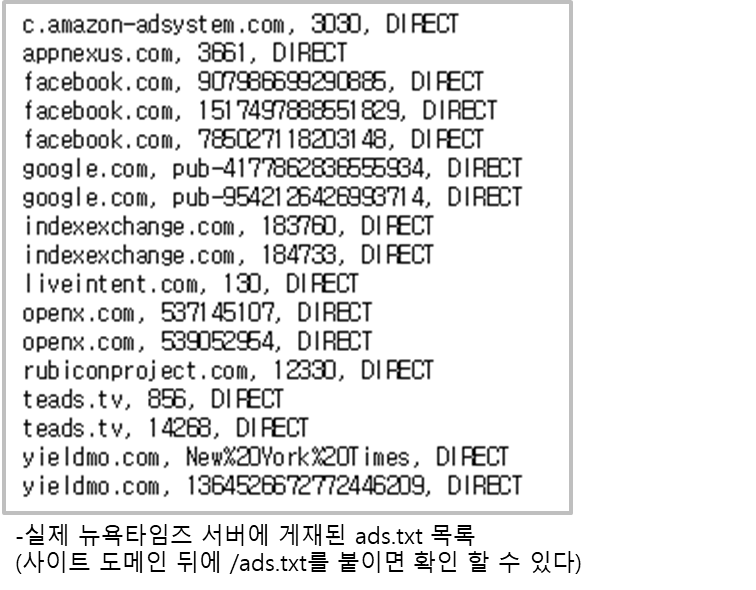 c.amazon-adsystem.com, 3030, DIRECT
appnexus.com, 3661, DIRECT
facebook.com, 907986699290885, DIRECT
facebook.com, 1517497888551829, DIRECT
facebook.com, 785027118203148, DIRECT
google.com, pub-4177862836555934, DIRECT
google.com, pub-9542126426993714, DIRECT
indexexchange.com, 183760, DIRECT
indexexchange.com, 184733, DIRECT
liveintent.com, 130, DIRECT
openx.com, 537145107, DIRECT
openx.com, 539052954, DIRECT
rubiconproject.com, 12330, DIRECT
teads.tv, 856, DIRECT
teads.tv, 14268, DIRECT
yieldmo.com, New%20York%20Times, DIRECT
yieldmo.com, 1364526672772446209, DIRECT
-실제 뉴욕타임즈 서버에 게재된 ads.txt 목록
(사이트 도메인 뒤에 /ads.txt를 붙이면 확인 할 수 있다)